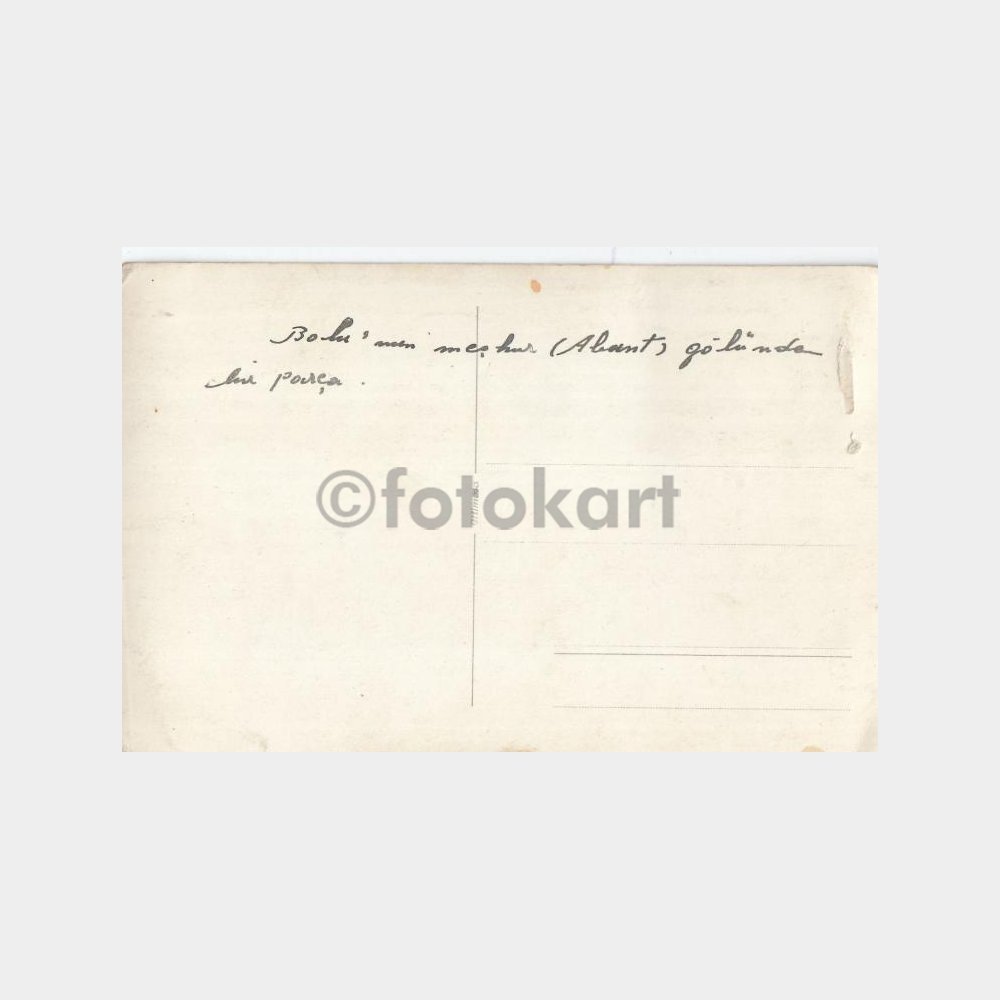 Bolu'nun meşhur (Abant) gölünde
bir parça.
©fotokart